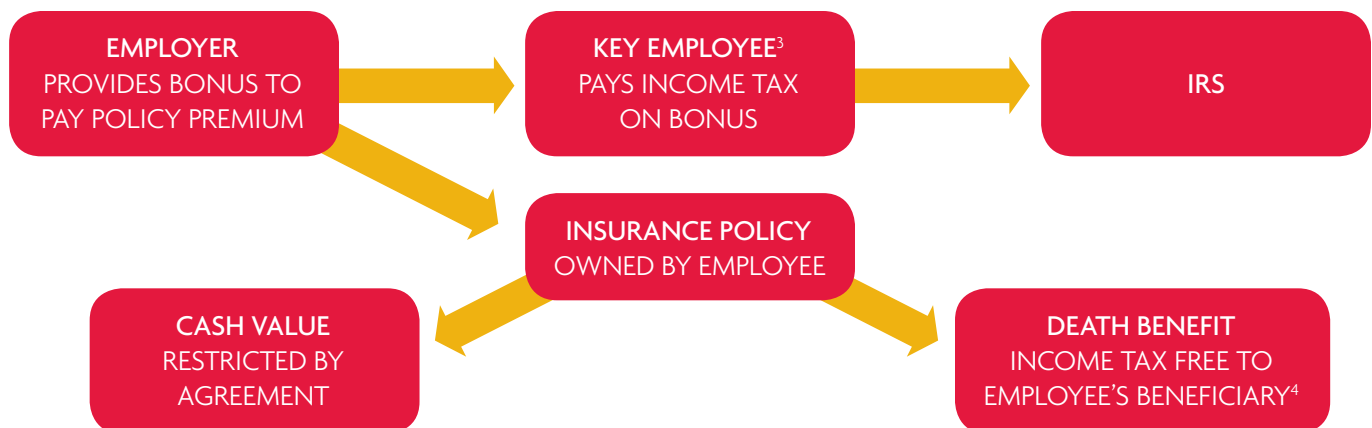 EMPLOYER
PROVIDES BONUS TO
PAY POLICY PREMIUM
KEY EMPLOYEE³
PAYS INCOME TAX
ON BONUS
IRS
INSURANCE POLICY
OWNED BY EMPLOYEE
CASH VALUE
RESTRICTED BY
AGREEMENT
DEATH BENEFIT
INCOME TAX FREE TO
EMPLOYEE’S BENEFICIARY⁴